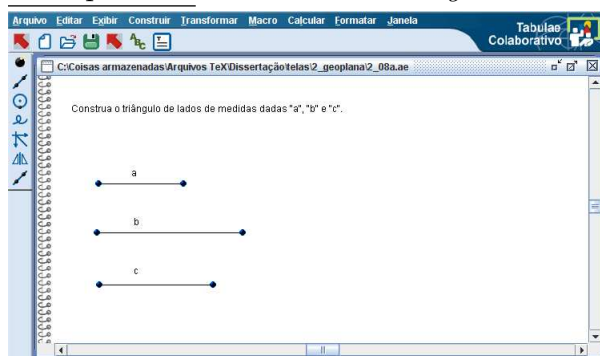 Arquivo Editar Exibir Construir Transformar Macro Calcular Formatar Janela
Tabulae
Colaborativo
ABC
C:\Coisas armazenadas\Arquivos TeX\Dissertação\telas\2_geoplana\2_08a.ae
Construa o triângulo de lados de medidas dadas "a", "b" e "c".
a
b
c